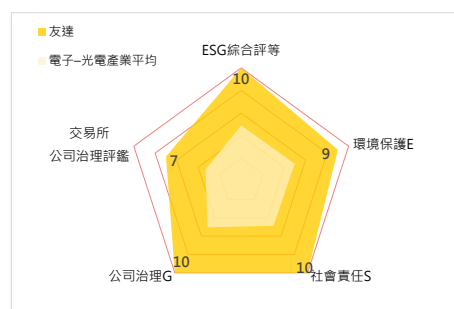 友達
電子–光電產業平均
ESG綜合評等
10
環境保護E
9
社會責任S
10
公司治理G
10
交易所
公司治理評鑑
7